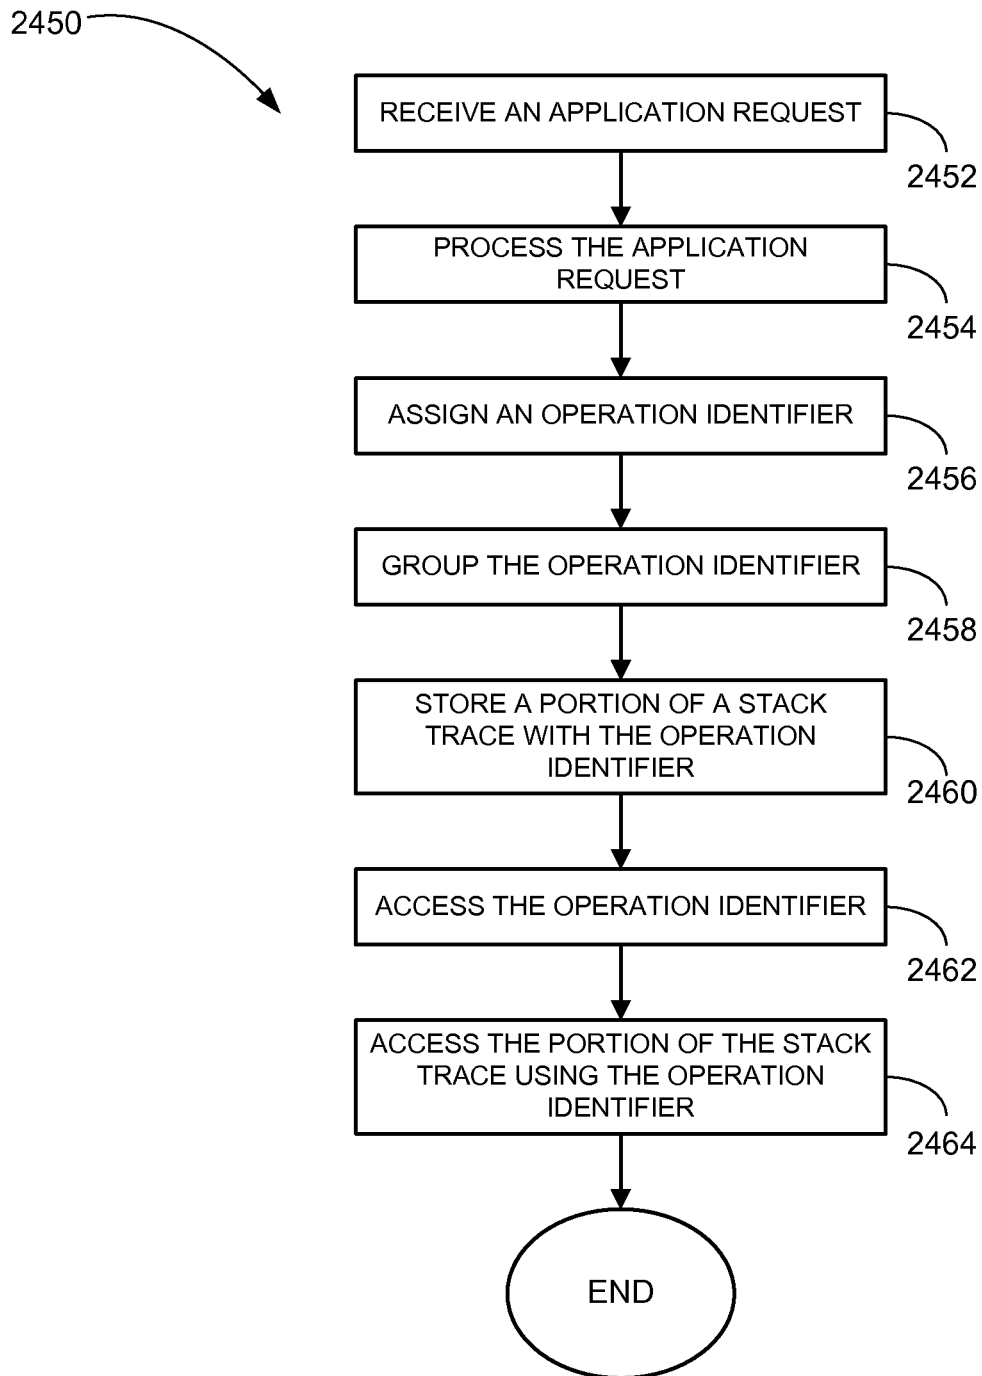 2450
RECEIVE AN APPLICATION REQUEST
2452
PROCESS THE APPLICATION
REQUEST
2454
ASSIGN AN OPERATION IDENTIFIER
2456
GROUP THE OPERATION IDENTIFIER
2458
STORE A PORTION OF A STACK
TRACE WITH THE OPERATION
IDENTIFIER
2460
ACCESS THE OPERATION IDENTIFIER
2462
ACCESS THE PORTION OF THE STACK
TRACE USING THE OPERATION
IDENTIFIER
2464
END